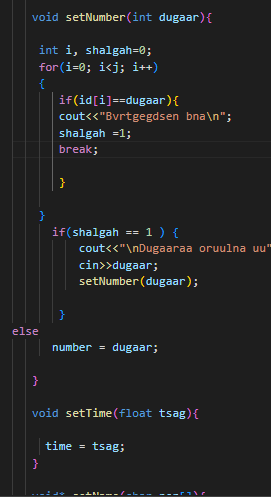 void setNumber(int dugaar){
int i, shalgah=0;
for(i=0; i<j; i++)
{
if(id[i]==dugaar){
cout<<"Bvrtgegdsen bna\n";
shalgah =1;
break;
}
}
if(shalgah == 1 ) {
cout<<"\nDugaaraa oruulna uu"
cin>>dugaar;
setNumber(dugaar);
}
else
number = dugaar;
}
void setTime(float tsag){
time = tsag;
}